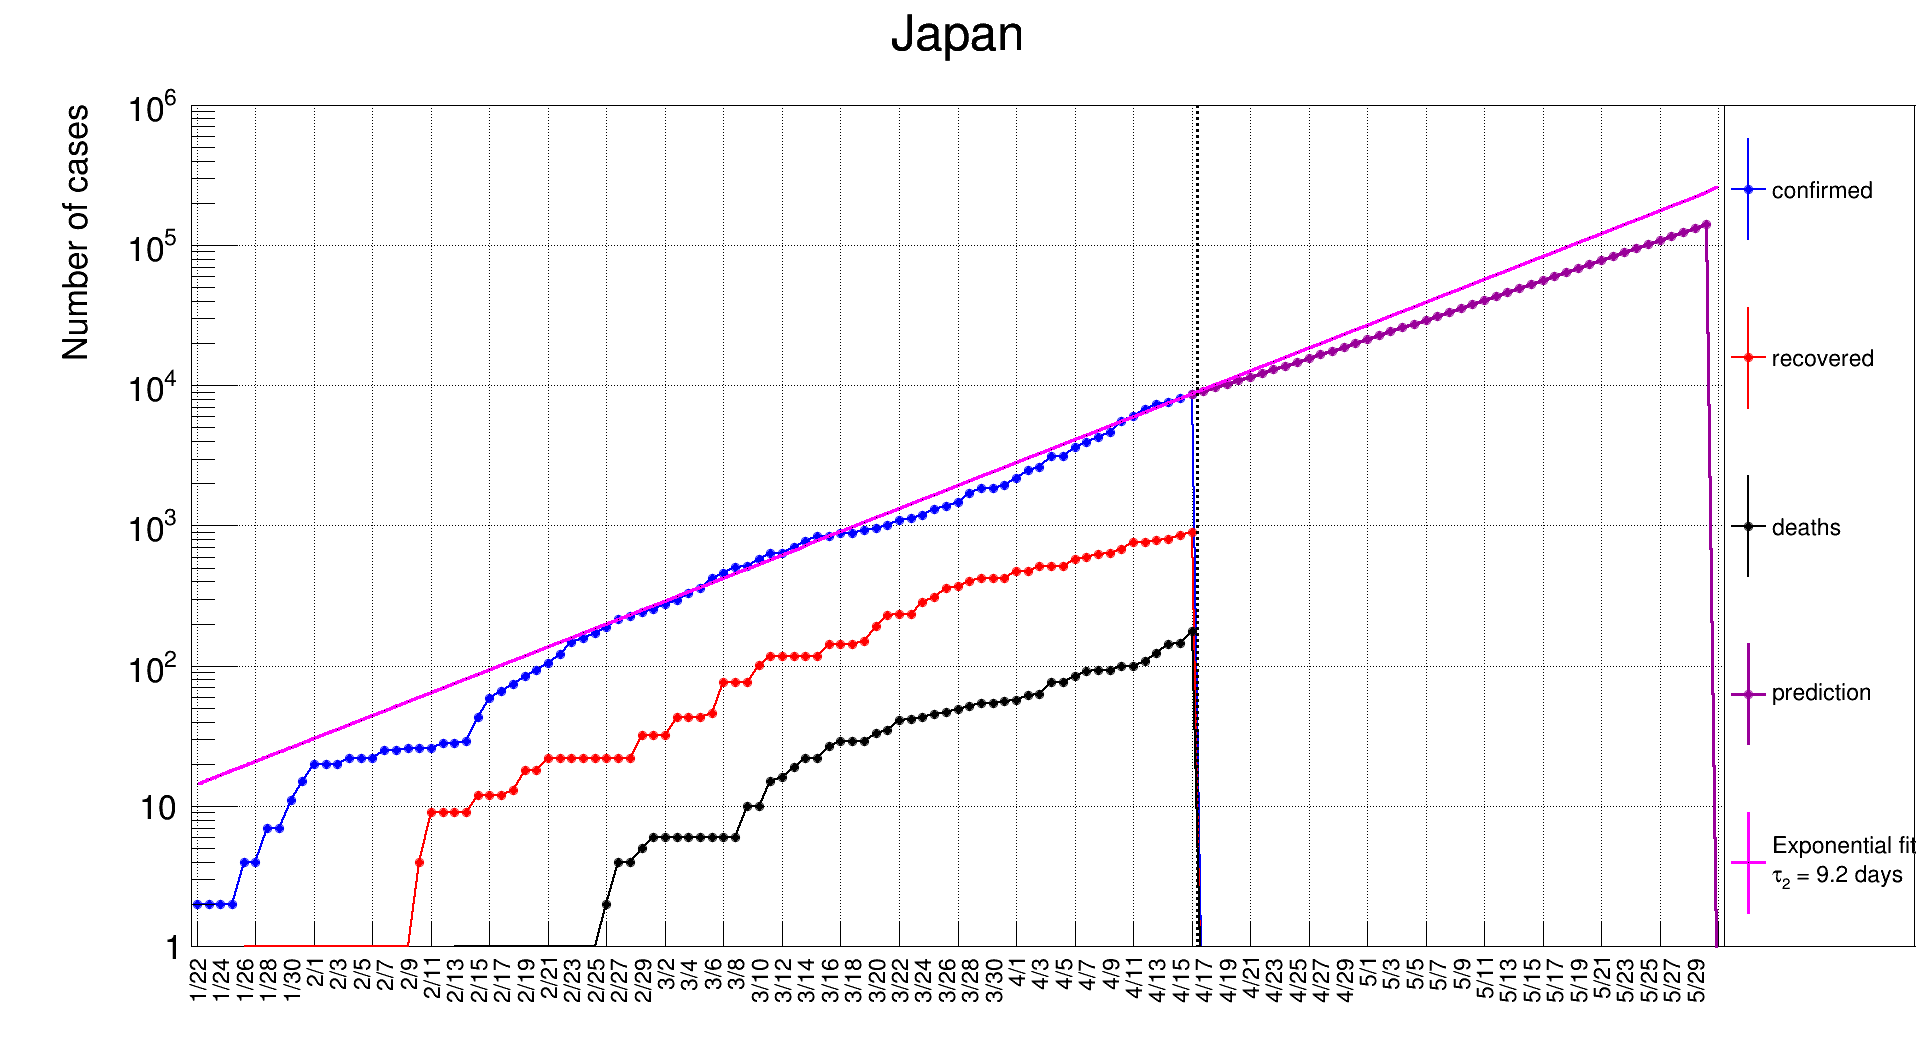 Japan
Number of cases
10^6
10^5
10^4
10^3
10^2
10
1
1/22 1/24 1/26 1/28 1/30 2/1 2/3 2/5 2/7 2/9 2/11 2/13 2/15 2/17 2/19 2/21 2/23 2/25 2/27 2/29 3/2 3/4 3/6 3/8 3/10 3/12 3/14 3/16 3/18 3/20 3/22 3/24 3/26 3/28 3/30 4/1 4/3 4/5 4/7 4/9 4/11 4/13 4/15 4/17 4/19 4/21 4/23 4/25 4/27 4/29 5/1 5/3 5/5 5/7 5/9 5/11 5/13 5/15 5/17 5/19 5/21 5/23 5/25 5/27 5/29
confirmed
recovered
deaths
prediction
Exponential fit
τ₂ = 9.2 days